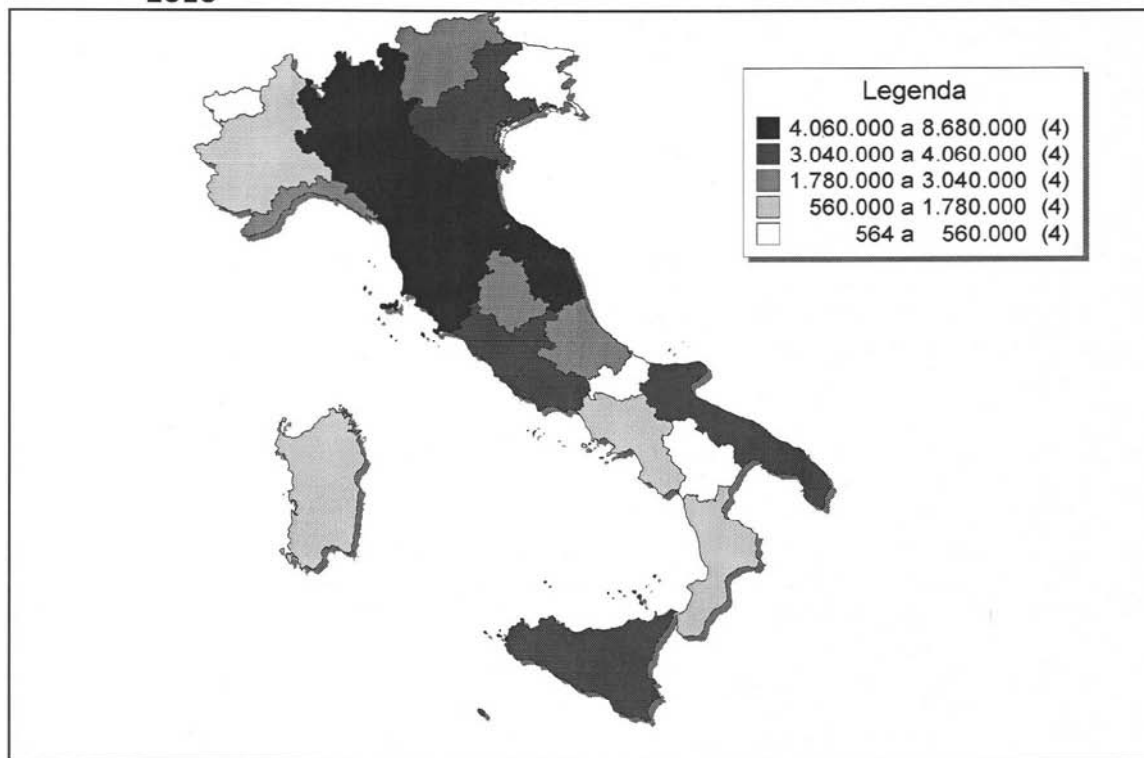 Legenda
4.060.000 a 8.680.000 (4)
3.040.000 a 4.060.000 (4)
1.780.000 a 3.040.000 (4)
560.000 a 1.780.000 (4)
564 a 560.000 (4)